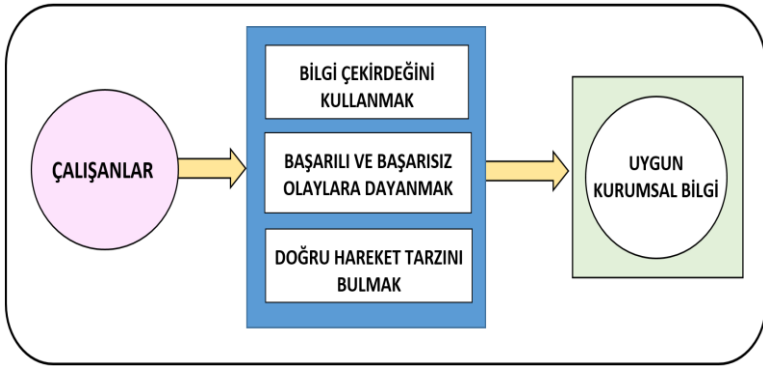 ÇALIŞANLAR
BİLGİ ÇEKİRDEĞİNİ
KULLANMAK
BAŞARILI VE BAŞARISIZ
OLAYLARA DAYANMAK
DOĞRU HAREKET TARZINI
BULMAK
UYGUN
KURUMSAL BİLGİ